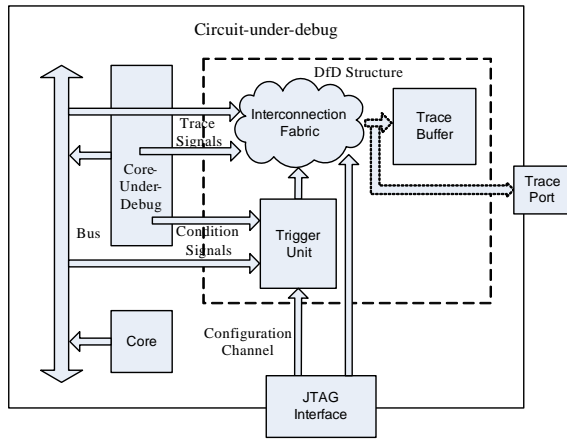 Circuit-under-debug
DfD Structure
Interconnection
Fabric
Trace
Buffer
Trace
Signals
Core-
Under-
Debug
Trace
Port
Bus
Condition
Signals
Trigger
Unit
Configuration
Channel
Core
JTAG
Interface